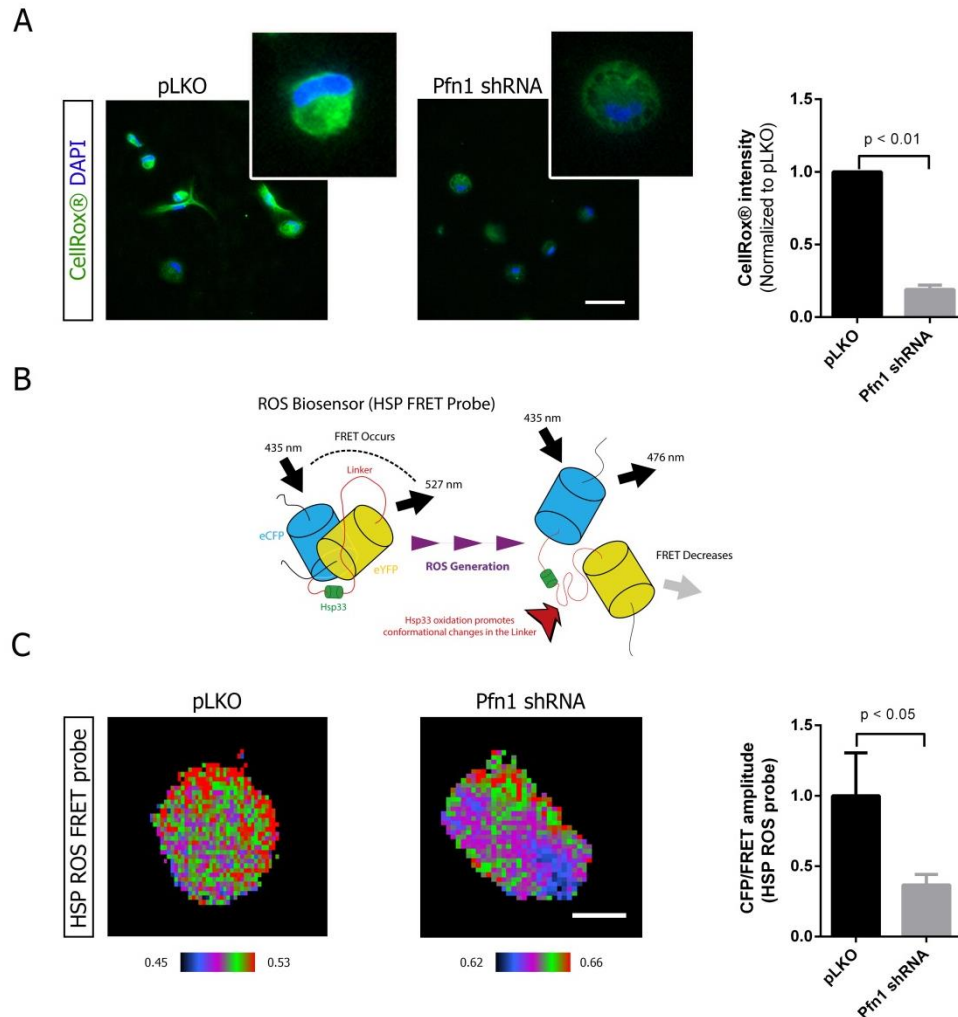 A
CellRox® DAPI
pLKO
Pfn1 shRNA
CellRox® intensity
(Normalized to pLKO)
1.5
1.0
0.5
0.0
p < 0.01
pLKO
Pfn1 shRNA
B
ROS Biosensor (HSP FRET Probe)
435 nm
FRET Occurs
Linker
527 nm
eCFP
eYFP
Hsp33
ROS Generation
435 nm
476 nm
FRET Decreases
Hsp33 oxidation promotes
conformational changes in the Linker
C
HSP ROS FRET probe
pLKO
Pfn1 shRNA
0.45
0.53
0.62
0.66
CFP/FRET amplitude
(HSP ROS probe)
1.5
1.0
0.5
0.0
p < 0.05
pLKO
Pfn1 shRNA